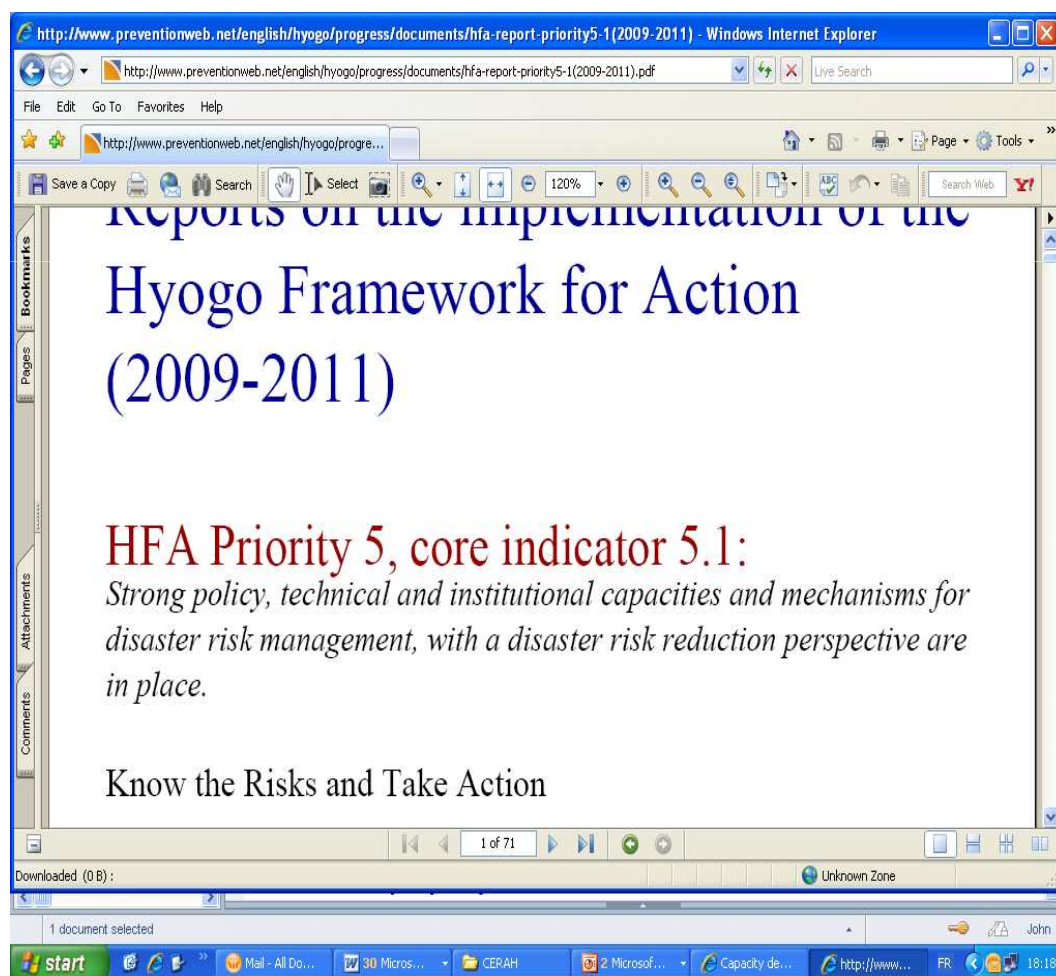 http://www.preventionweb.net/english/hyogo/progress/documents/hfa-report-priority5-1(2009-2011) - Windows Internet Explorer
http://www.preventionweb.net/english/hyogo/progress/documents/hfa-report-priority5-1(2009-2011).pdf Live Search
File Edit Go To Favorites Help
http://www.preventionweb.net/english/hyogo/progre... Page Tools »
Save a Copy Search Select 120% Search Web Y!
Reports on the Implementation of the
Hyogo Framework for Action
(2009-2011)
HFA Priority 5, core indicator 5.1:
Strong policy, technical and institutional capacities and mechanisms for
disaster risk management, with a disaster risk reduction perspective are
in place.
Know the Risks and Take Action
Bookmarks
Pages
Attachments
Comments
1 of 71
Downloaded (0 B) : Unknown Zone
1 document selected John
start » Mail - All Do... 30 Micros... CERAH 2 Microsof... Capacity de... http://www... FR 18:18